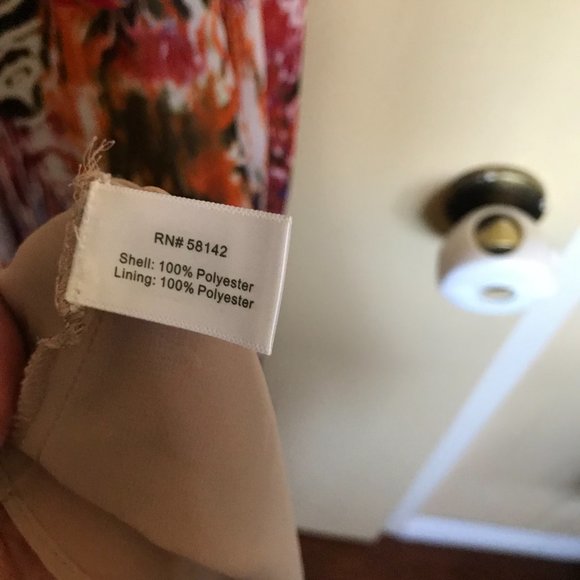 RN# 58142
Shell: 100% Polyester
Lining: 100% Polyester